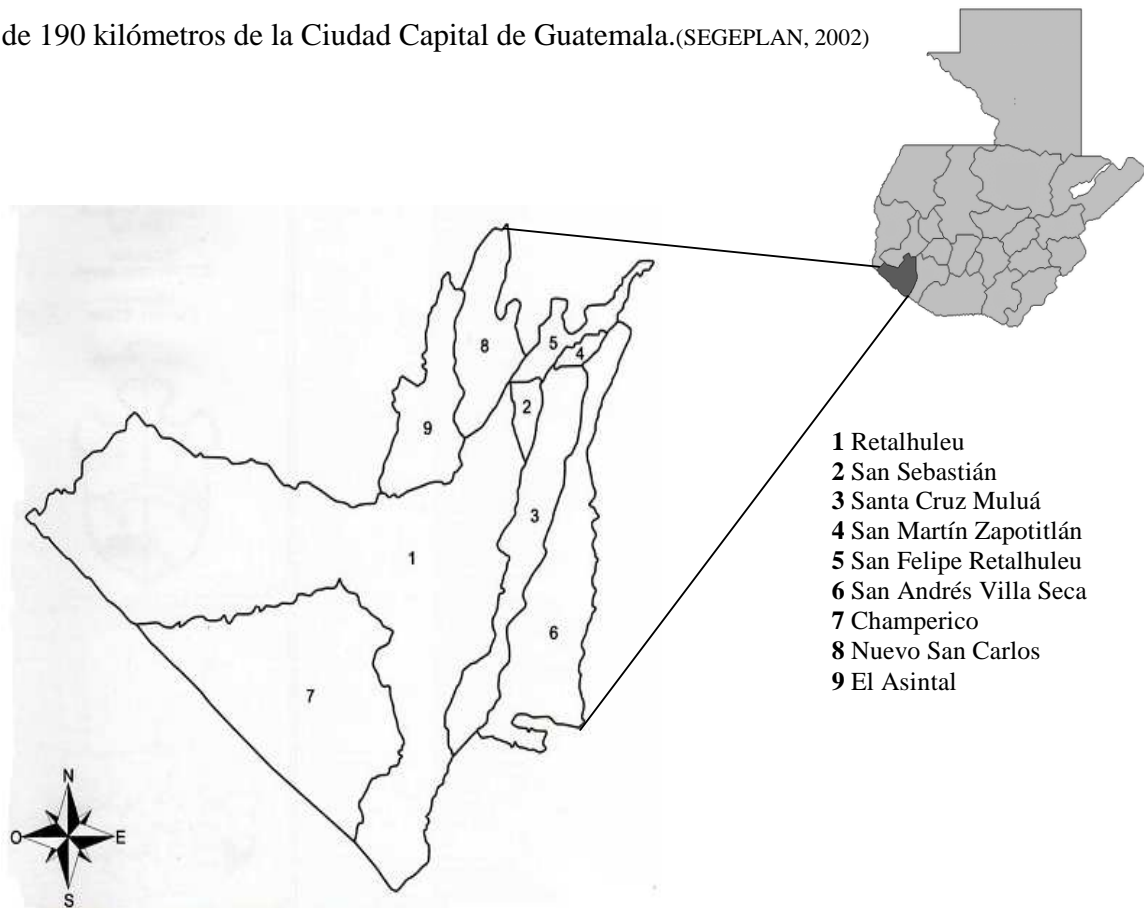 de 190 kilómetros de la Ciudad Capital de Guatemala.(SEGEPLAN, 2002)
8
5
4
2
9
3
1
6
7
1 Retalhuleu
2 San Sebastián
3 Santa Cruz Muluá
4 San Martín Zapotitlán
5 San Felipe Retalhuleu
6 San Andrés Villa Seca
7 Champerico
8 Nuevo San Carlos
9 El Asintal
N
O E
S